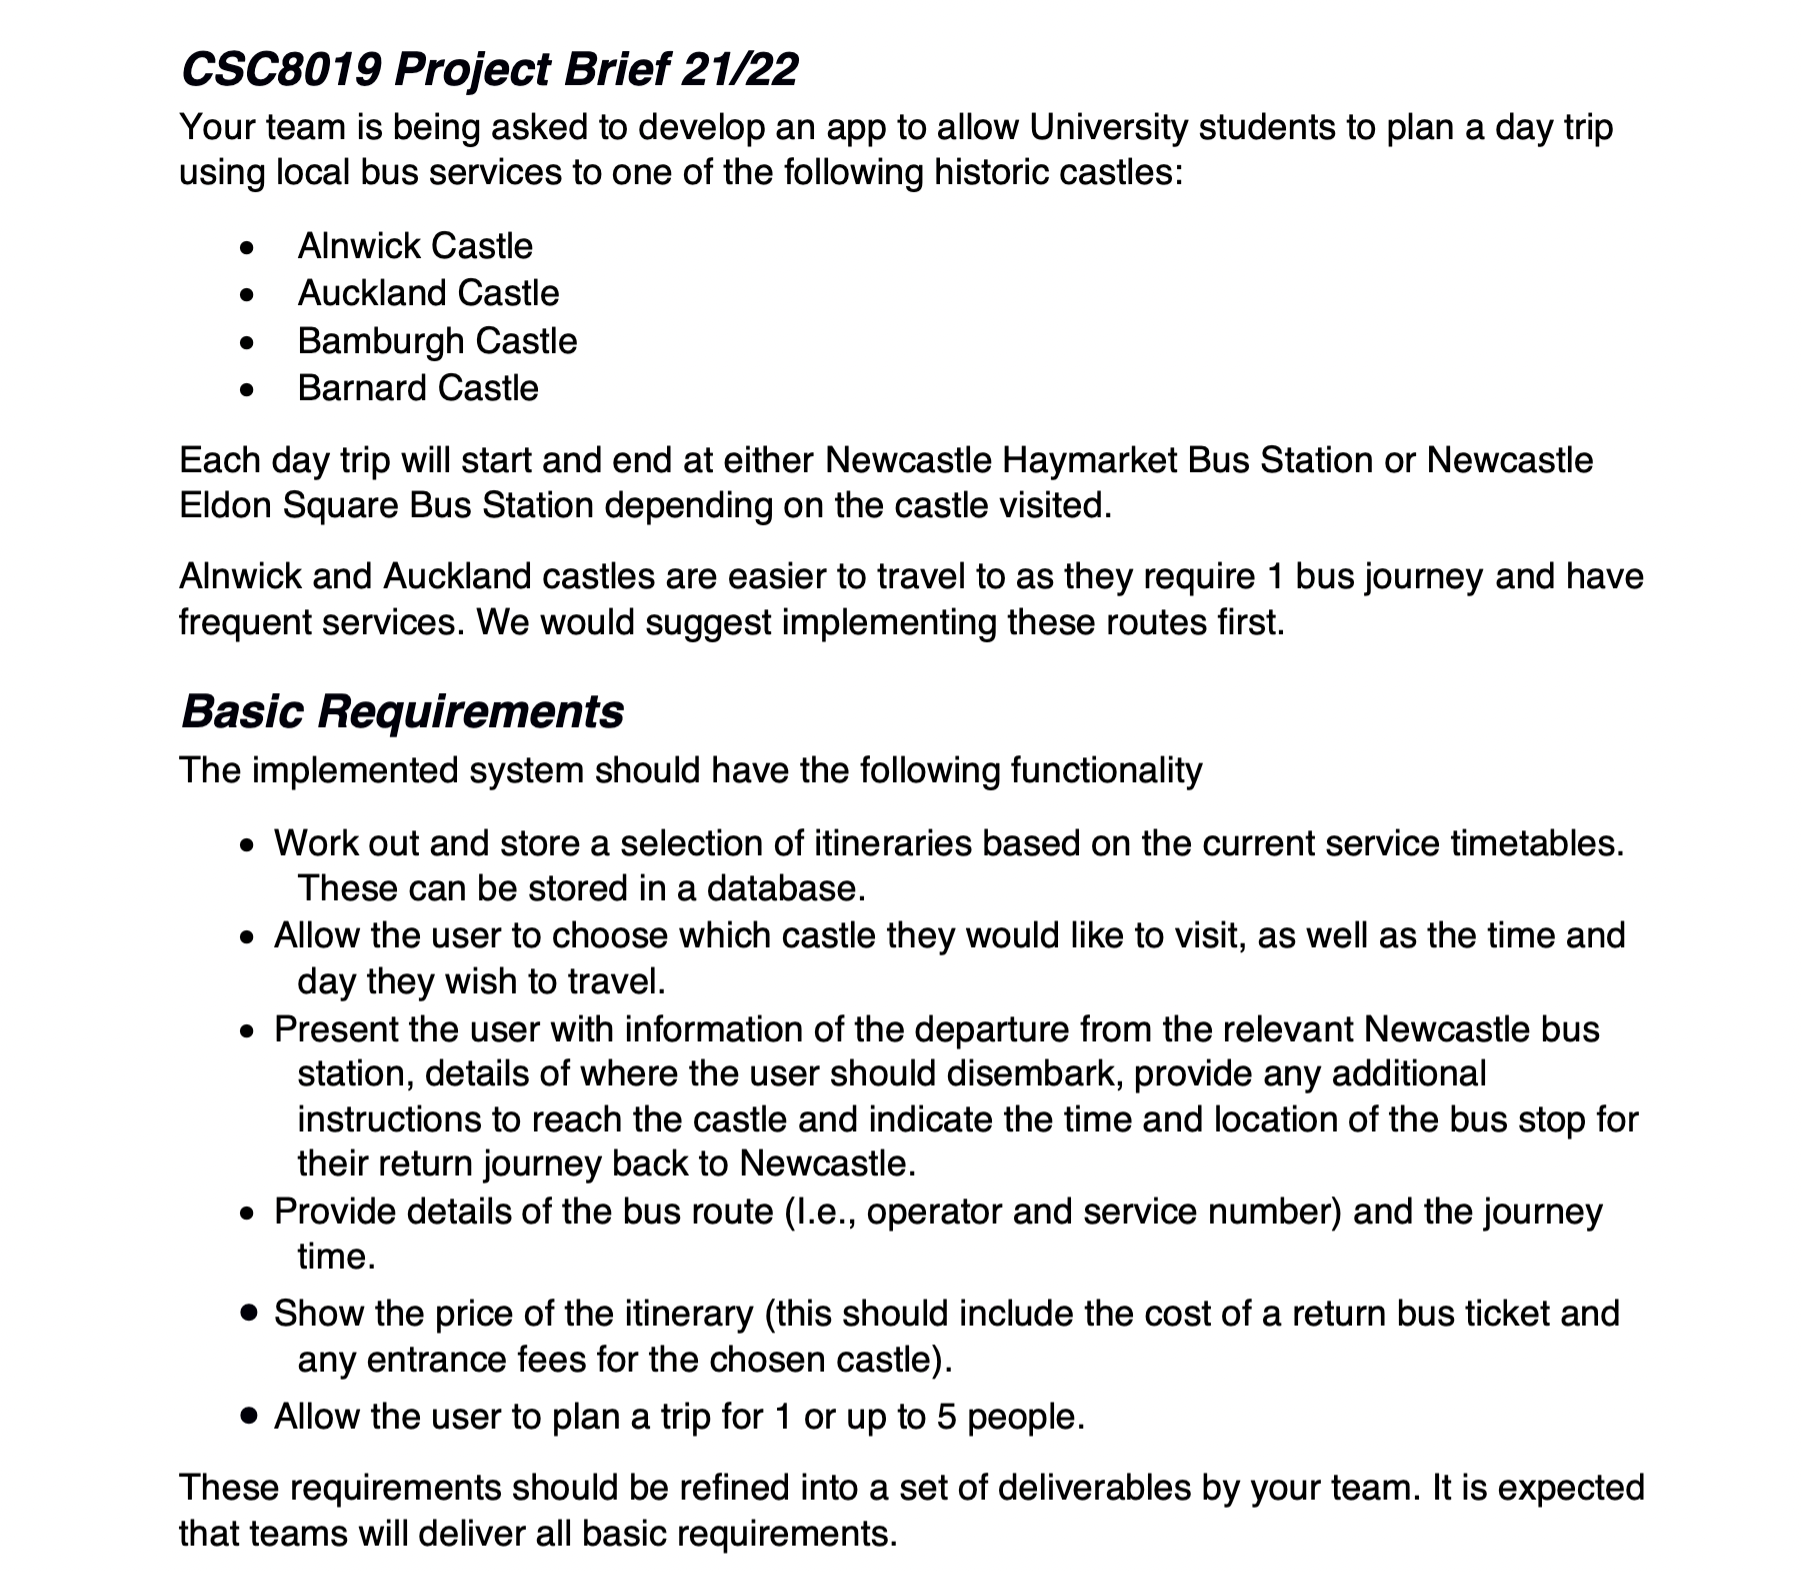 CSC8019 Project Brief 21/22
Your team is being asked to develop an app to allow University students to plan a day trip
using local bus services to one of the following historic castles:
• Alnwick Castle
• Auckland Castle
• Bamburgh Castle
• Barnard Castle
Each day trip will start and end at either Newcastle Haymarket Bus Station or Newcastle
Eldon Square Bus Station depending on the castle visited.
Alnwick and Auckland castles are easier to travel to as they require 1 bus journey and have
frequent services. We would suggest implementing these routes first.
Basic Requirements
The implemented system should have the following functionality
• Work out and store a selection of itineraries based on the current service timetables.
These can be stored in a database.
• Allow the user to choose which castle they would like to visit, as well as the time and
day they wish to travel.
• Present the user with information of the departure from the relevant Newcastle bus
station, details of where the user should disembark, provide any additional
instructions to reach the castle and indicate the time and location of the bus stop for
their return journey back to Newcastle.
• Provide details of the bus route (I.e., operator and service number) and the journey
time.
• Show the price of the itinerary (this should include the cost of a return bus ticket and
any entrance fees for the chosen castle).
• Allow the user to plan a trip for 1 or up to 5 people.
These requirements should be refined into a set of deliverables by your team. It is expected
that teams will deliver all basic requirements.